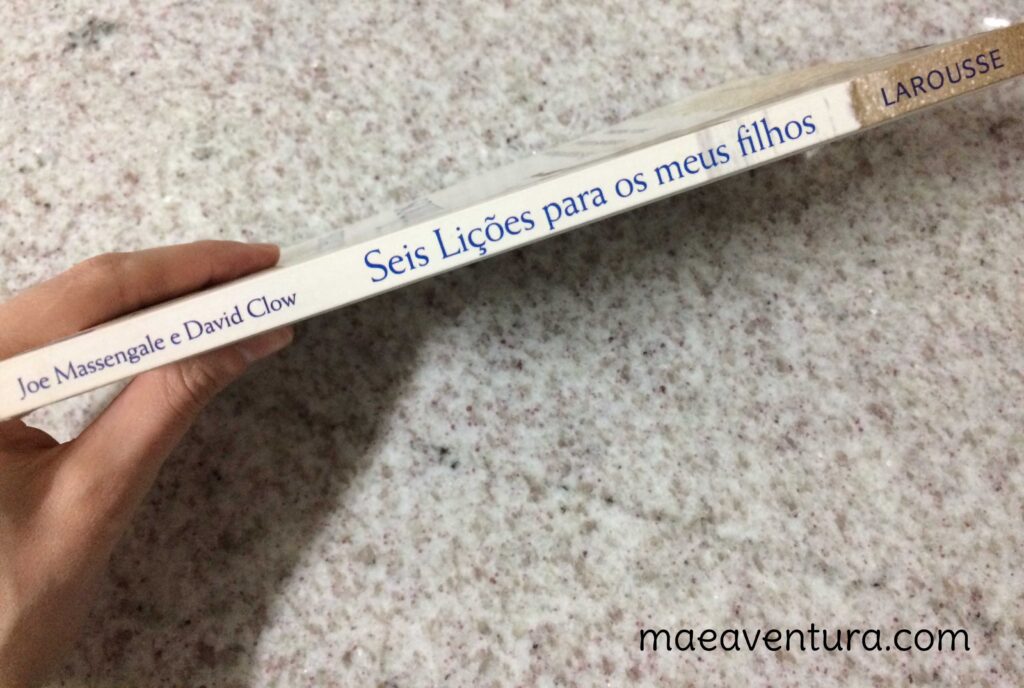 Joe Massengale e David Clow
Seis Lições para os meus filhos
LAROUSSE
maeaventura.com